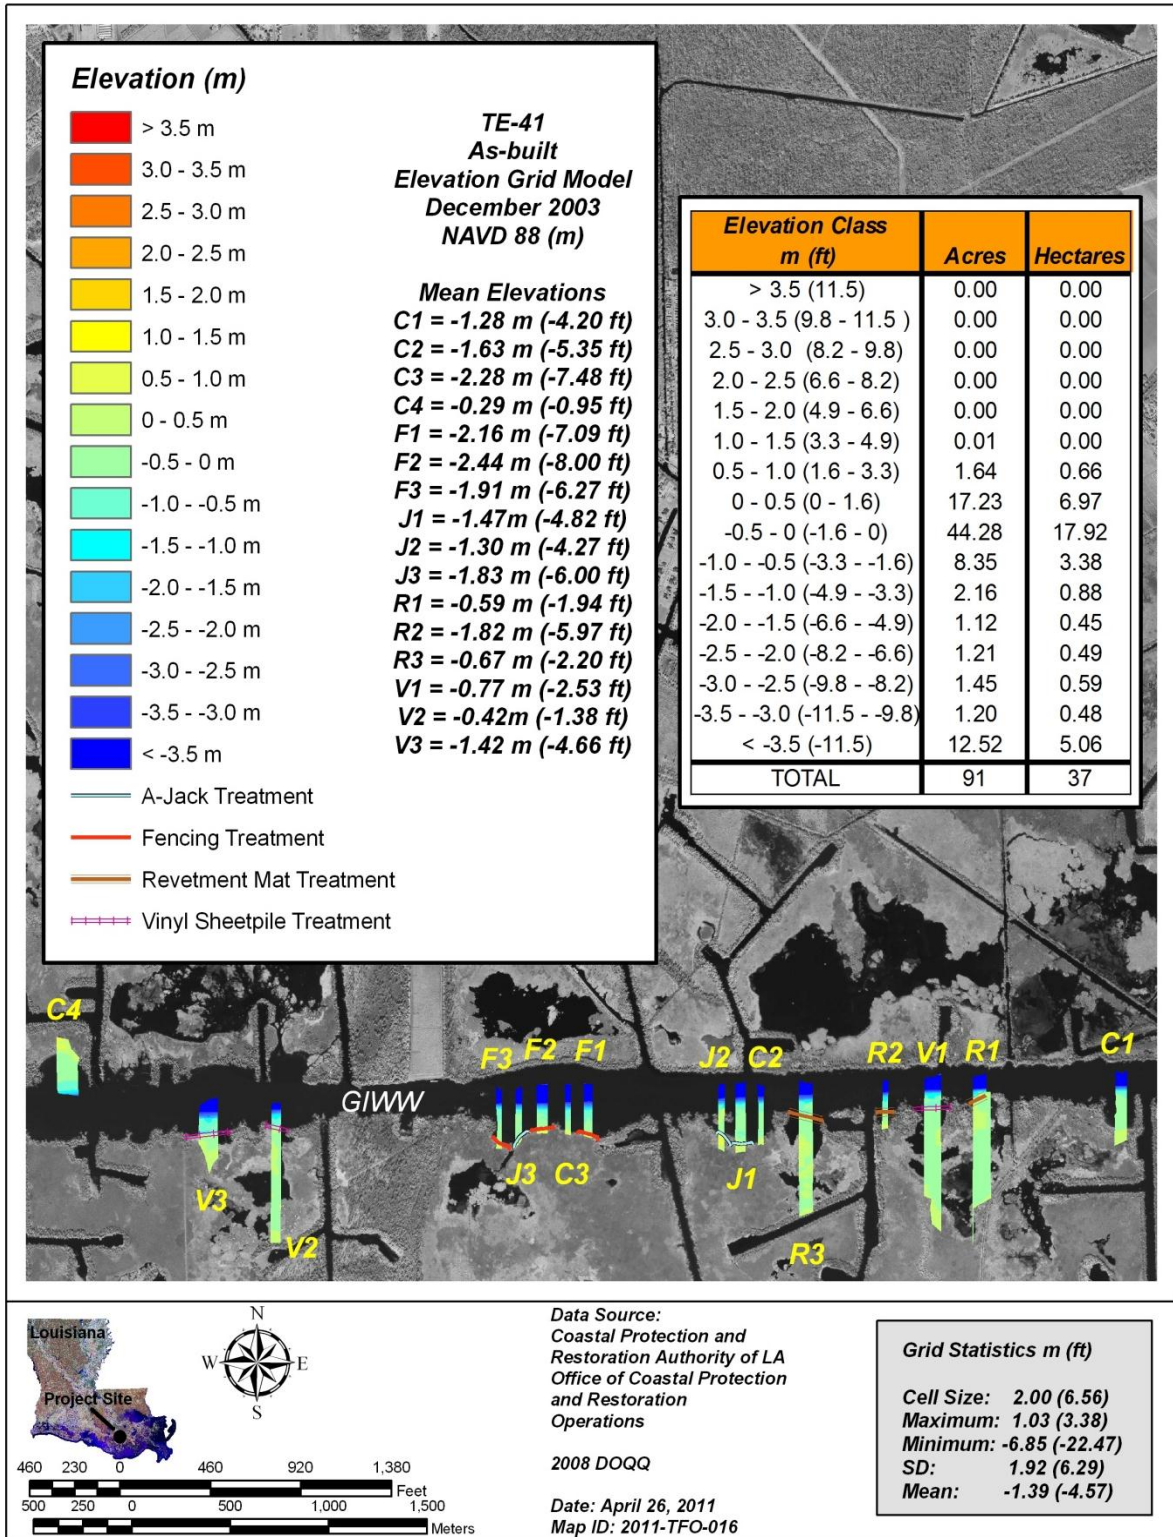 Elevation (m)
> 3.5 m
3.0 - 3.5 m
2.5 - 3.0 m
2.0 - 2.5 m
1.5 - 2.0 m
1.0 - 1.5 m
0.5 - 1.0 m
0 - 0.5 m
-0.5 - 0 m
-1.0 - -0.5 m
-1.5 - -1.0 m
-2.0 - -1.5 m
-2.5 - -2.0 m
-3.0 - -2.5 m
-3.5 - -3.0 m
< -3.5 m
A-Jack Treatment
Fencing Treatment
Revetment Mat Treatment
Vinyl Sheetpile Treatment
TE-41
As-built
Elevation Grid Model
December 2003
NAVD 88 (m)
Mean Elevations
C1 = -1.28 m (-4.20 ft)
C2 = -1.63 m (-5.35 ft)
C3 = -2.28 m (-7.48 ft)
C4 = -0.29 m (-0.95 ft)
F1 = -2.16 m (-7.09 ft)
F2 = -2.44 m (-8.00 ft)
F3 = -1.91 m (-6.27 ft)
J1 = -1.47m (-4.82 ft)
J2 = -1.30 m (-4.27 ft)
J3 = -1.83 m (-6.00 ft)
R1 = -0.59 m (-1.94 ft)
R2 = -1.82 m (-5.97 ft)
R3 = -0.67 m (-2.20 ft)
V1 = -0.77 m (-2.53 ft)
V2 = -0.42m (-1.38 ft)
V3 = -1.42 m (-4.66 ft)
Elevation Class
m (ft) Acres Hectares
> 3.5 (11.5) 0.00 0.00
3.0 - 3.5 (9.8 - 11.5 ) 0.00 0.00
2.5 - 3.0 (8.2 - 9.8) 0.00 0.00
2.0 - 2.5 (6.6 - 8.2) 0.00 0.00
1.5 - 2.0 (4.9 - 6.6) 0.00 0.00
1.0 - 1.5 (3.3 - 4.9) 0.01 0.00
0.5 - 1.0 (1.6 - 3.3) 1.64 0.66
0 - 0.5 (0 - 1.6) 17.23 6.97
-0.5 - 0 (-1.6 - 0) 44.28 17.92
-1.0 - -0.5 (-3.3 - -1.6) 8.35 3.38
-1.5 - -1.0 (-4.9 - -3.3) 2.16 0.88
-2.0 - -1.5 (-6.6 - -4.9) 1.12 0.45
-2.5 - -2.0 (-8.2 - -6.6) 1.21 0.49
-3.0 - -2.5 (-9.8 - -8.2) 1.45 0.59
-3.5 - -3.0 (-11.5 - -9.8) 1.20 0.48
< -3.5 (-11.5) 12.52 5.06
TOTAL 91 37
C4
F3 F2 F1 J2 C2 R2 V1 R1 C1
GIWW
V3 J3 C3 J1
V2 R3
Louisiana
Project Site
N
W E
S
460 230 0 460 920 1,380
Feet
500 250 0 500 1,000 1,500
Meters
Data Source:
Coastal Protection and
Restoration Authority of LA
Office of Coastal Protection
and Restoration
Operations
2008 DOQQ
Date: April 26, 2011
Map ID: 2011-TFO-016
Grid Statistics m (ft)
Cell Size: 2.00 (6.56)
Maximum: 1.03 (3.38)
Minimum: -6.85 (-22.47)
SD: 1.92 (6.29)
Mean: -1.39 (-4.57)